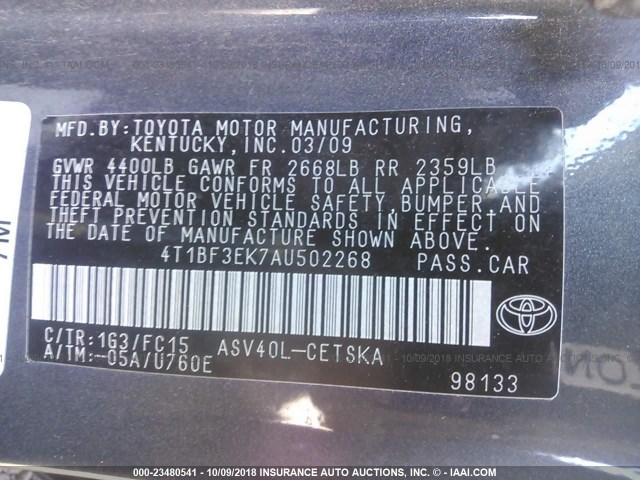 MFD.BY:TOYOTA MOTOR MANUFACTURING,
KENTUCKY,INC.03/09
GVWR 4400LB GAWR FR 2668LB RR 2359LB
THIS VEHICLE CONFORMS TO ALL APPLICABLE
FEDERAL MOTOR VEHICLE SAFETY,BUMPER,AND
THEFT PREVENTION STANDARDS IN EFFECT ON
THE DATE OF MANUFACTURE SHOWN ABOVE.
4T1BF3EK7AU502268 PASS.CAR
C/TR:1G3/FC15 ASV40L-CETSKA
A/TM:-05A/U760E
98133
000-23480541 - 10/09/2018 INSURANCE AUTO AUCTIONS, INC. - © IAAI.COM